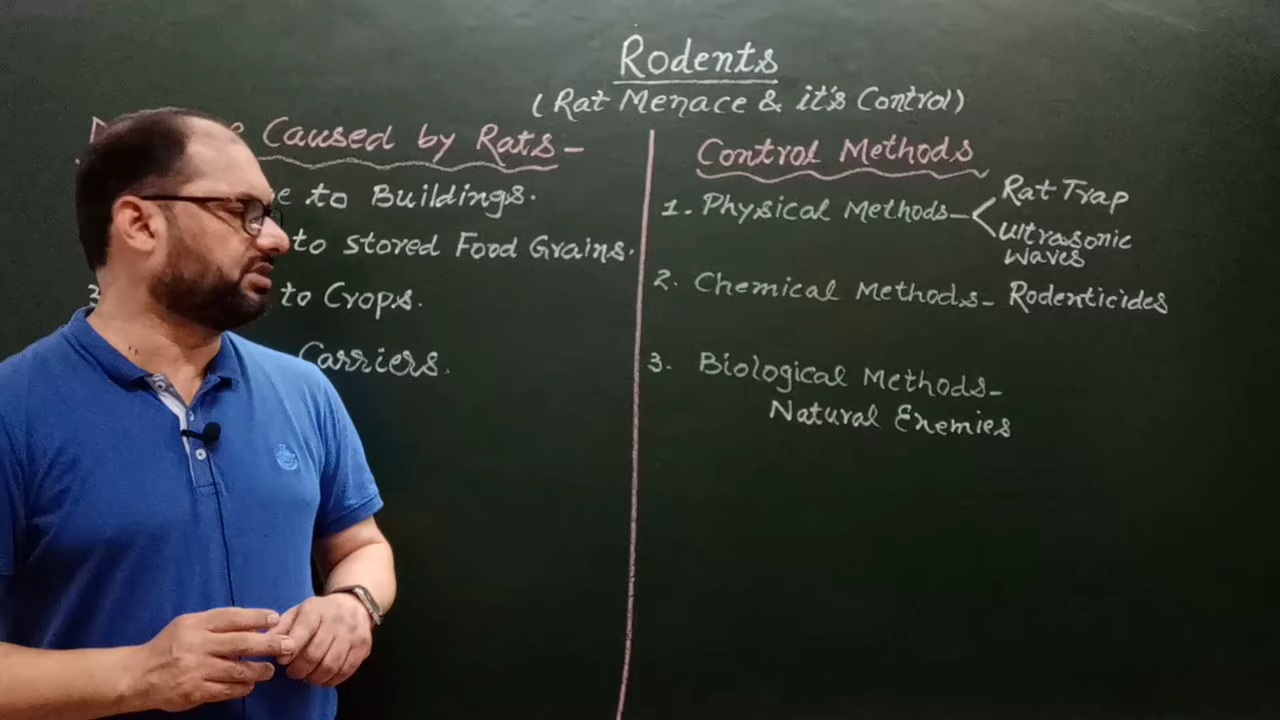 Rodents
(Rat Menace & it's Control)
Caused by Rats-
to Buildings.
to stored Food Grains.
to Crops.
Carriers.
Control Methods
1. Physical Methods-
Rat Trap
Ultrasonic
Waves
2. Chemical Methods- Rodenticides
3. Biological Methods-
Natural Enemies